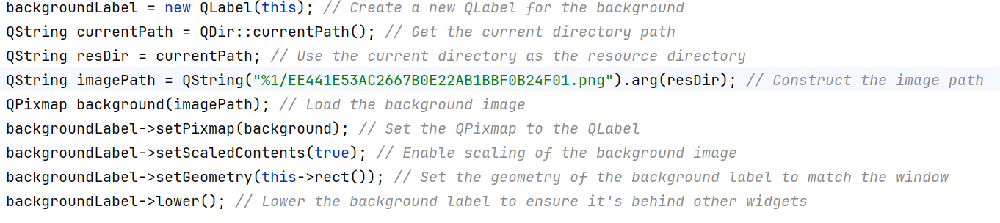 backgroundLabel = new QLabel(this); // Create a new QLabel for the background
QString currentPath = QDir::currentPath(); // Get the current directory path
QString resDir = currentPath; // Use the current directory as the resource directory
QString imagePath = QString("%1/EE441E53AC2667B0E22AB1BBF0B24F01.png").arg(resDir); // Construct the image path
QPixmap background(imagePath); // Load the background image
backgroundLabel->setPixmap(background); // Set the QPixmap to the QLabel
backgroundLabel->setScaledContents(true); // Enable scaling of the background image
backgroundLabel->setGeometry(this->rect()); // Set the geometry of the background label to match the window
backgroundLabel->lower(); // Lower the background label to ensure it's behind other widgets